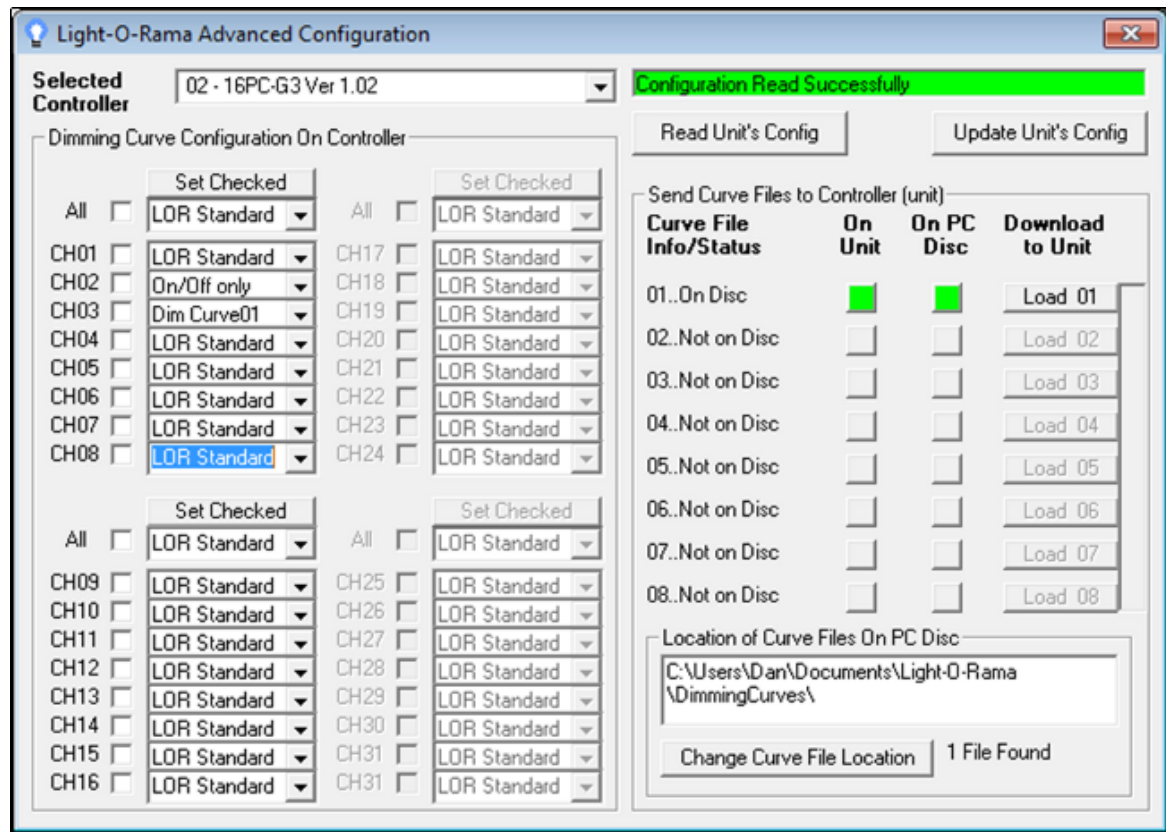 Light-O-Rama Advanced Configuration
Selected Controller
02 - 16PC-G3 Ver 1.02
Dimming Curve Configuration On Controller
Set Checked
All LOR Standard
CH01 LOR Standard
CH02 On/Off only
CH03 Dim Curve01
CH04 LOR Standard
CH05 LOR Standard
CH06 LOR Standard
CH07 LOR Standard
CH08 LOR Standard
Set Checked
All LOR Standard
CH17 LOR Standard
CH18 LOR Standard
CH19 LOR Standard
CH20 LOR Standard
CH21 LOR Standard
CH22 LOR Standard
CH23 LOR Standard
CH24 LOR Standard
Set Checked
All LOR Standard
CH09 LOR Standard
CH10 LOR Standard
CH11 LOR Standard
CH12 LOR Standard
CH13 LOR Standard
CH14 LOR Standard
CH15 LOR Standard
CH16 LOR Standard
Set Checked
All LOR Standard
CH25 LOR Standard
CH26 LOR Standard
CH27 LOR Standard
CH28 LOR Standard
CH29 LOR Standard
CH30 LOR Standard
CH31 LOR Standard
CH31 LOR Standard
Configuration Read Successfully
Read Unit's Config
Update Unit's Config
Send Curve Files to Controller (unit)
Curve File On On PC Download
Info/Status Unit Disc to Unit
01..On Disc Load 01
02..Not on Disc Load 02
03..Not on Disc Load 03
04..Not on Disc Load 04
05..Not on Disc Load 05
06..Not on Disc Load 06
07..Not on Disc Load 07
08..Not on Disc Load 08
Location of Curve Files On PC Disc
C:\Users\Dan\Documents\Light-O-Rama
\DimmingCurves\
Change Curve File Location
1 File Found